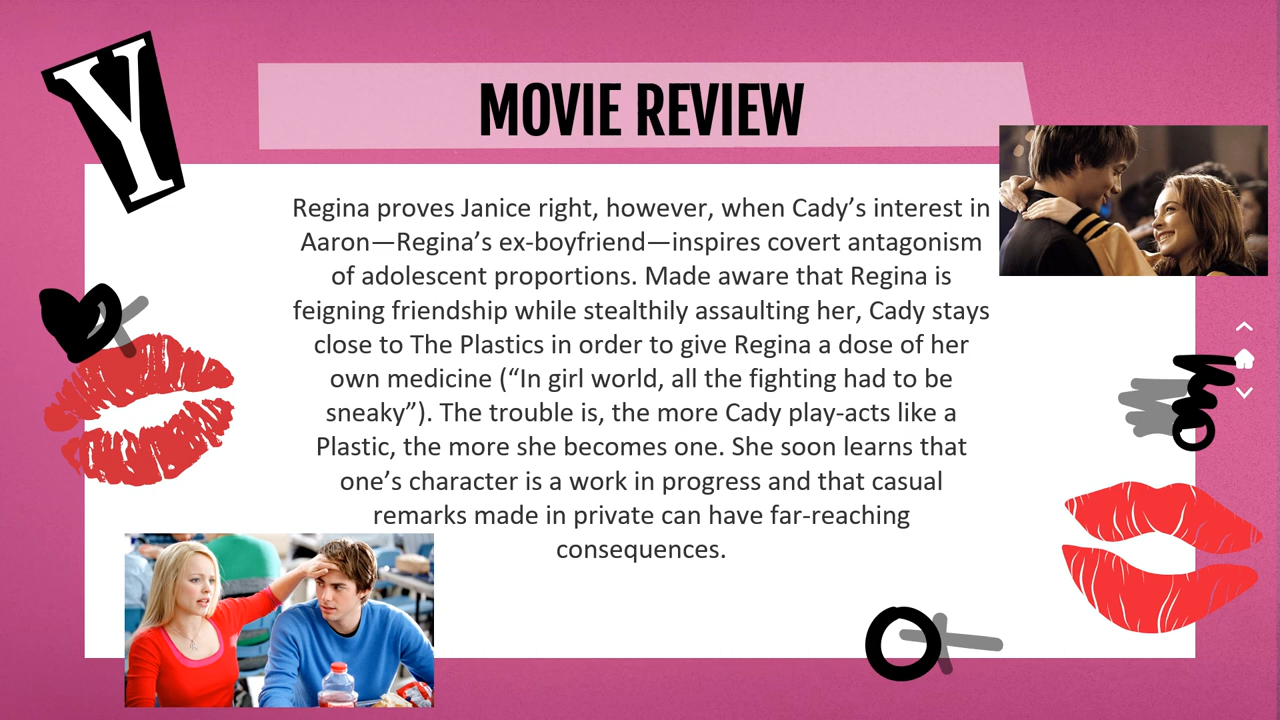 Y
MOVIE REVIEW
Regina proves Janice right, however, when Cady’s interest in
Aaron—Regina’s ex-boyfriend—inspires covert antagonism
of adolescent proportions. Made aware that Regina is
feigning friendship while stealthily assaulting her, Cady stays
close to The Plastics in order to give Regina a dose of her
own medicine (“In girl world, all the fighting had to be
sneaky”). The trouble is, the more Cady play-acts like a
Plastic, the more she becomes one. She soon learns that
one’s character is a work in progress and that casual
remarks made in private can have far-reaching
consequences.